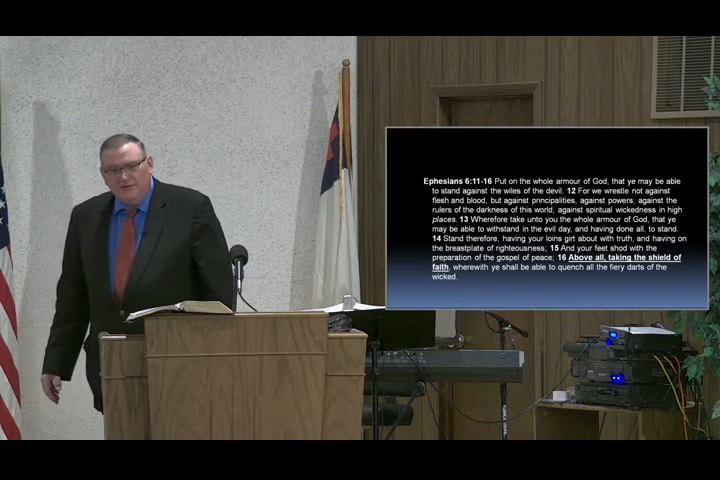 Ephesians 6:11-16 Put on the whole armour of God, that ye may be able
to stand against the wiles of the devil. 12 For we wrestle not against
flesh and blood, but against principalities, against powers, against the
rulers of the darkness of this world, against spiritual wickedness in high
places. 13 Wherefore take unto you the whole armour of God, that ye
may be able to withstand in the evil day, and having done all, to stand.
14 Stand therefore, having your loins girt about with truth, and having on
the breastplate of righteousness; 15 And your feet shod with the
preparation of the gospel of peace; 16 Above all, taking the shield of
faith, wherewith ye shall be able to quench all the fiery darts of the
wicked.